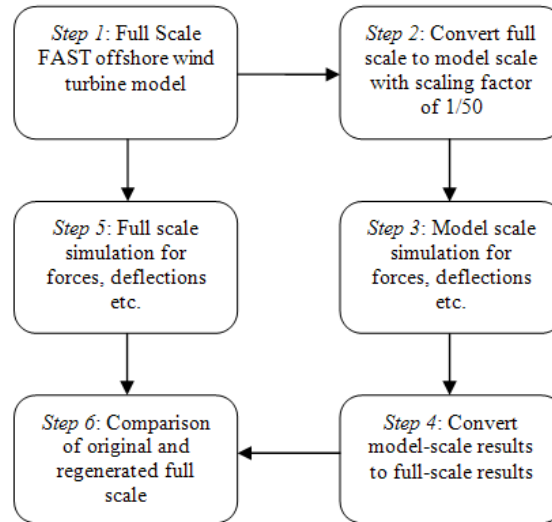 Step 1: Full Scale
FAST offshore wind
turbine model
Step 2: Convert full
scale to model scale
with scaling factor
of 1/50
Step 5: Full scale
simulation for
forces, deflections
etc.
Step 3: Model scale
simulation for
forces, deflections
etc.
Step 6: Comparison
of original and
regenerated full
scale
Step 4: Convert
model-scale results
to full-scale results